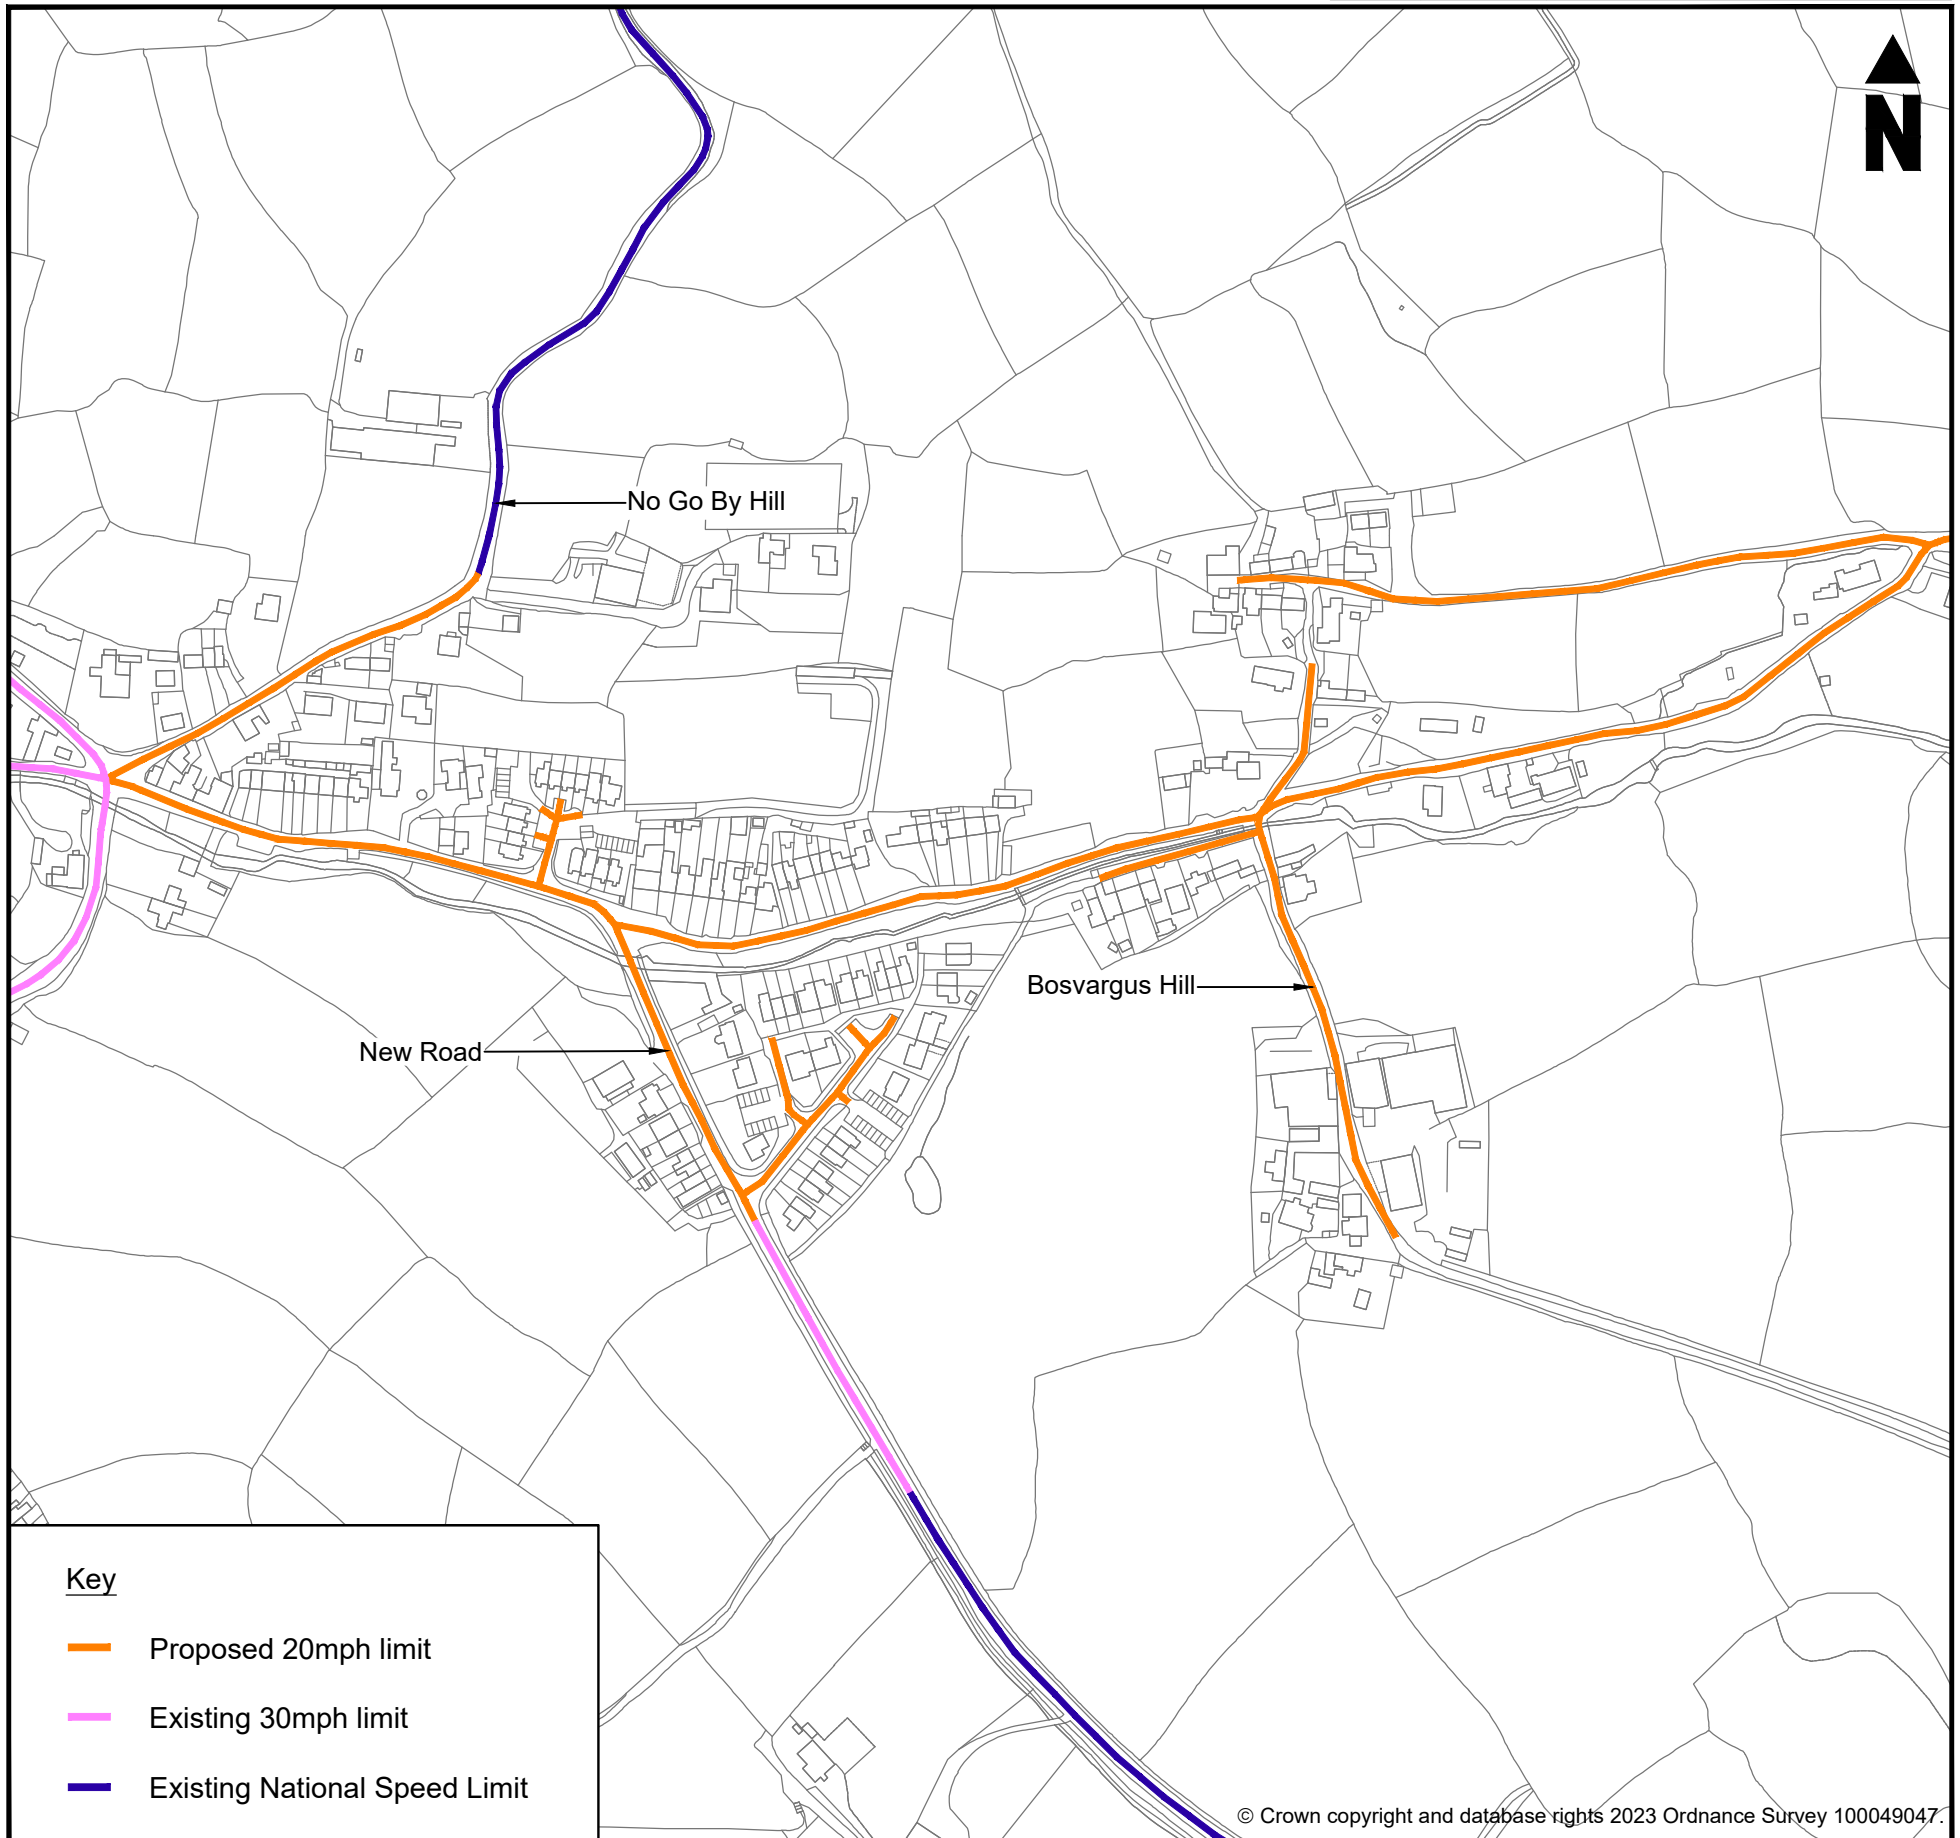 N
No Go By Hill
Bosvargus Hill
New Road
Key
Proposed 20mph limit
Existing 30mph limit
Existing National Speed Limit
© Crown copyright and database rights 2023 Ordnance Survey 100049047.